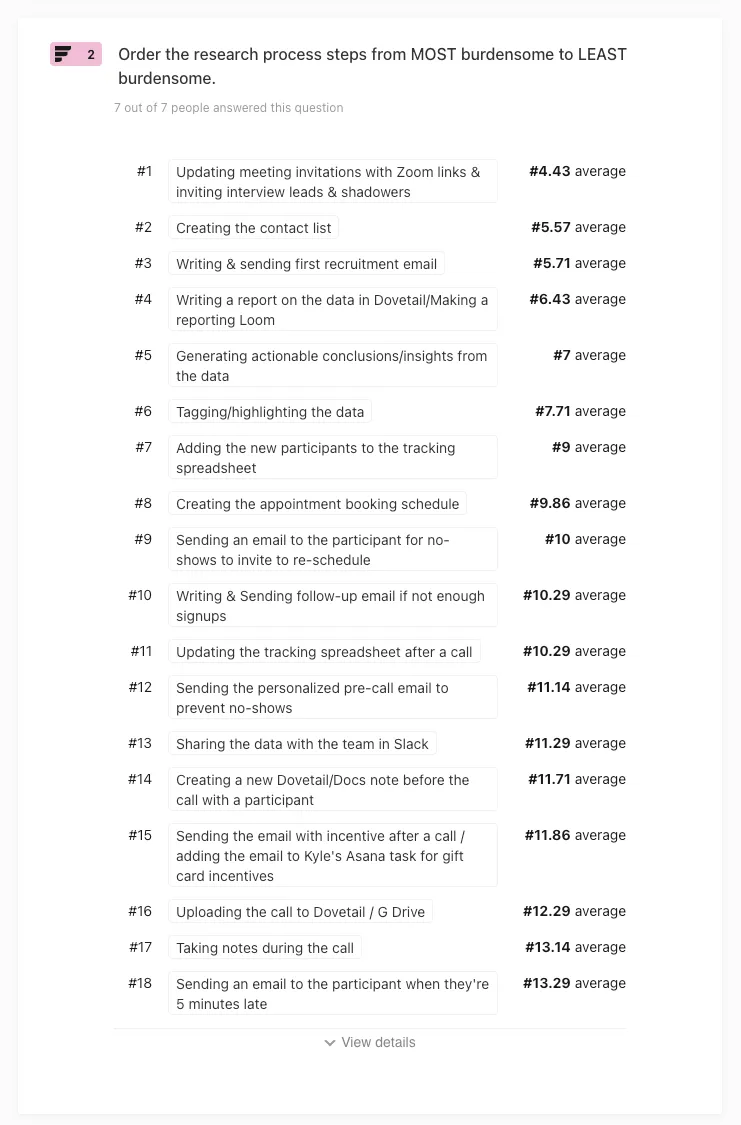 2
Order the research process steps from MOST burdensome to LEAST
burdensome.
7 out of 7 people answered this question
#1 Updating meeting invitations with Zoom links & #4.43 average
inviting interview leads & shadowers
#2 Creating the contact list #5.57 average
#3 Writing & sending first recruitment email #5.71 average
#4 Writing a report on the data in Dovetail/Making a #6.43 average
reporting Loom
#5 Generating actionable conclusions/insights from #7 average
the data
#6 Tagging/highlighting the data #7.71 average
#7 Adding the new participants to the tracking #9 average
spreadsheet
#8 Creating the appointment booking schedule #9.86 average
#9 Sending an email to the participant for no- #10 average
shows to invite to re-schedule
#10 Writing & Sending follow-up email if not enough #10.29 average
signups
#11 Updating the tracking spreadsheet after a call #10.29 average
#12 Sending the personalized pre-call email to #11.14 average
prevent no-shows
#13 Sharing the data with the team in Slack #11.29 average
#14 Creating a new Dovetail/Docs note before the #11.71 average
call with a participant
#15 Sending the email with incentive after a call / #11.86 average
adding the email to Kyle's Asana task for gift
card incentives
#16 Uploading the call to Dovetail / G Drive #12.29 average
#17 Taking notes during the call #13.14 average
#18 Sending an email to the participant when they're #13.29 average
5 minutes late
View details